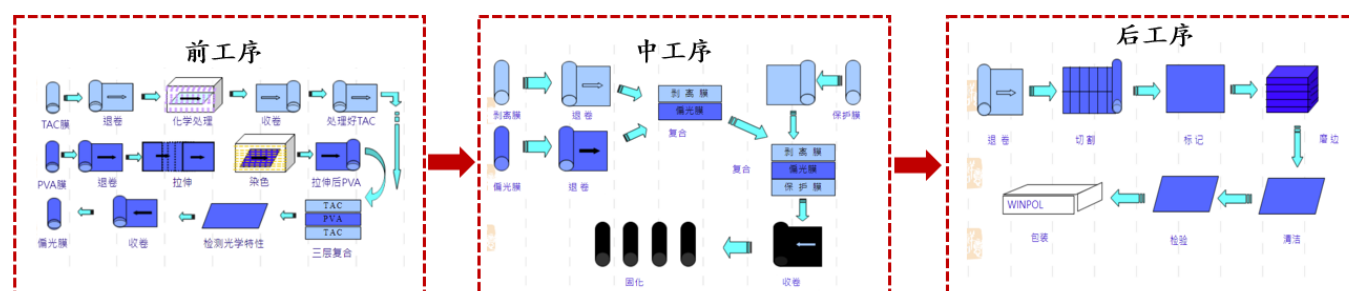 前工序
TAC膜
退卷
化学处理
收卷
处理好TAC
PVA膜
退卷
拉伸
染色
拉伸后PVA
TAC
PVA
TAC
偏光膜
收卷
检测光学特性
三层复合
中工序
剥离膜
退卷
剥离膜
偏光膜
复合
保护膜
偏光膜
退卷
复合
剥离膜
偏光膜
保护膜
固化
收卷
后工序
退卷
切割
标记
磨边
WINPOL
包装
检验
清洁